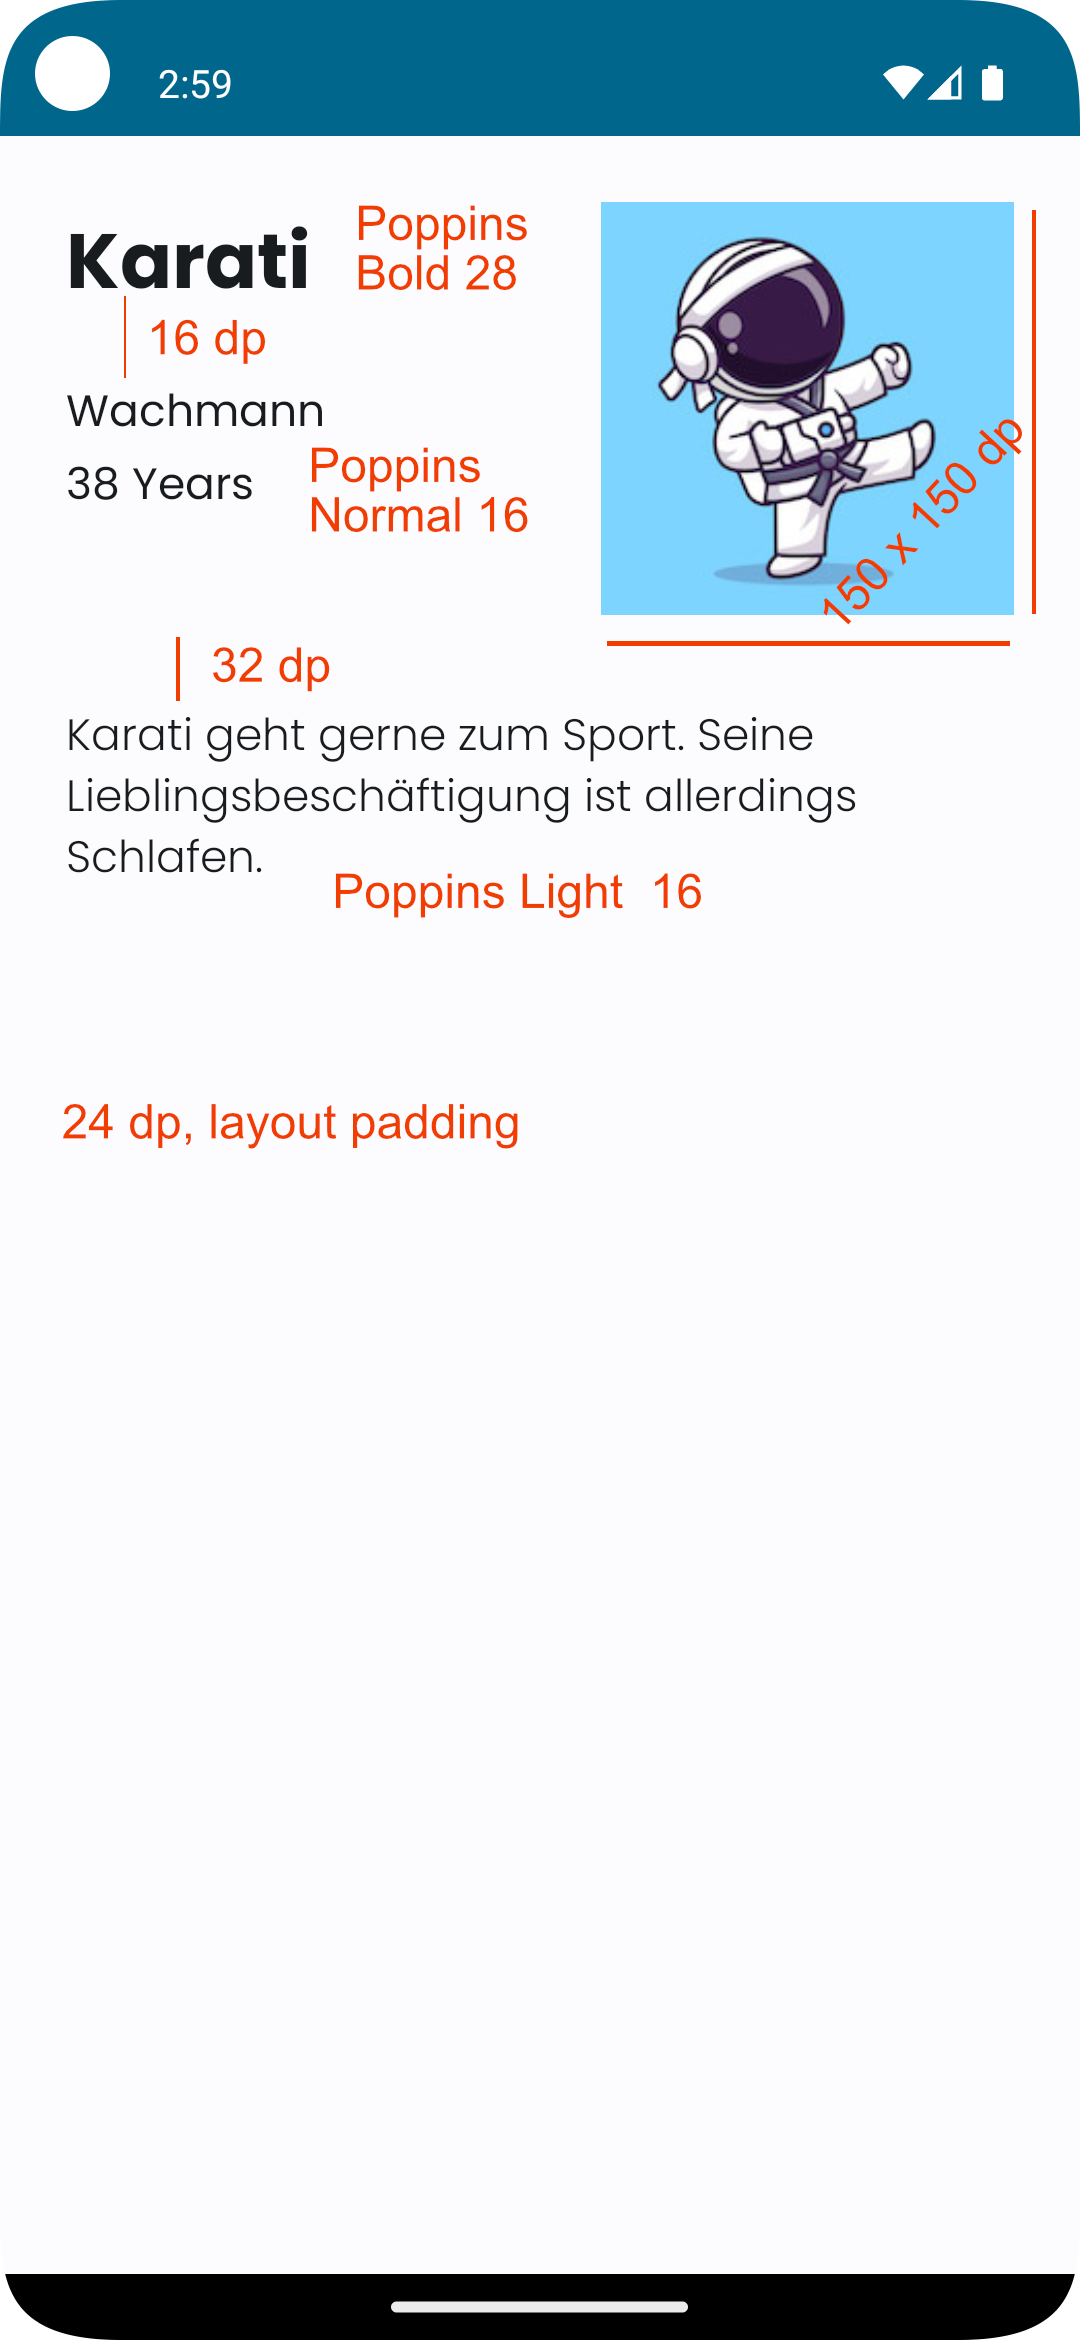 2:59
Karati
Poppins
Bold 28
16 dp
Wachmann
38 Years
Poppins
Normal 16
150 x 150 dp
32 dp
Karati geht gerne zum Sport. Seine
Lieblingsbeschäftigung ist allerdings
Schlafen.
Poppins Light  16
24 dp, layout padding